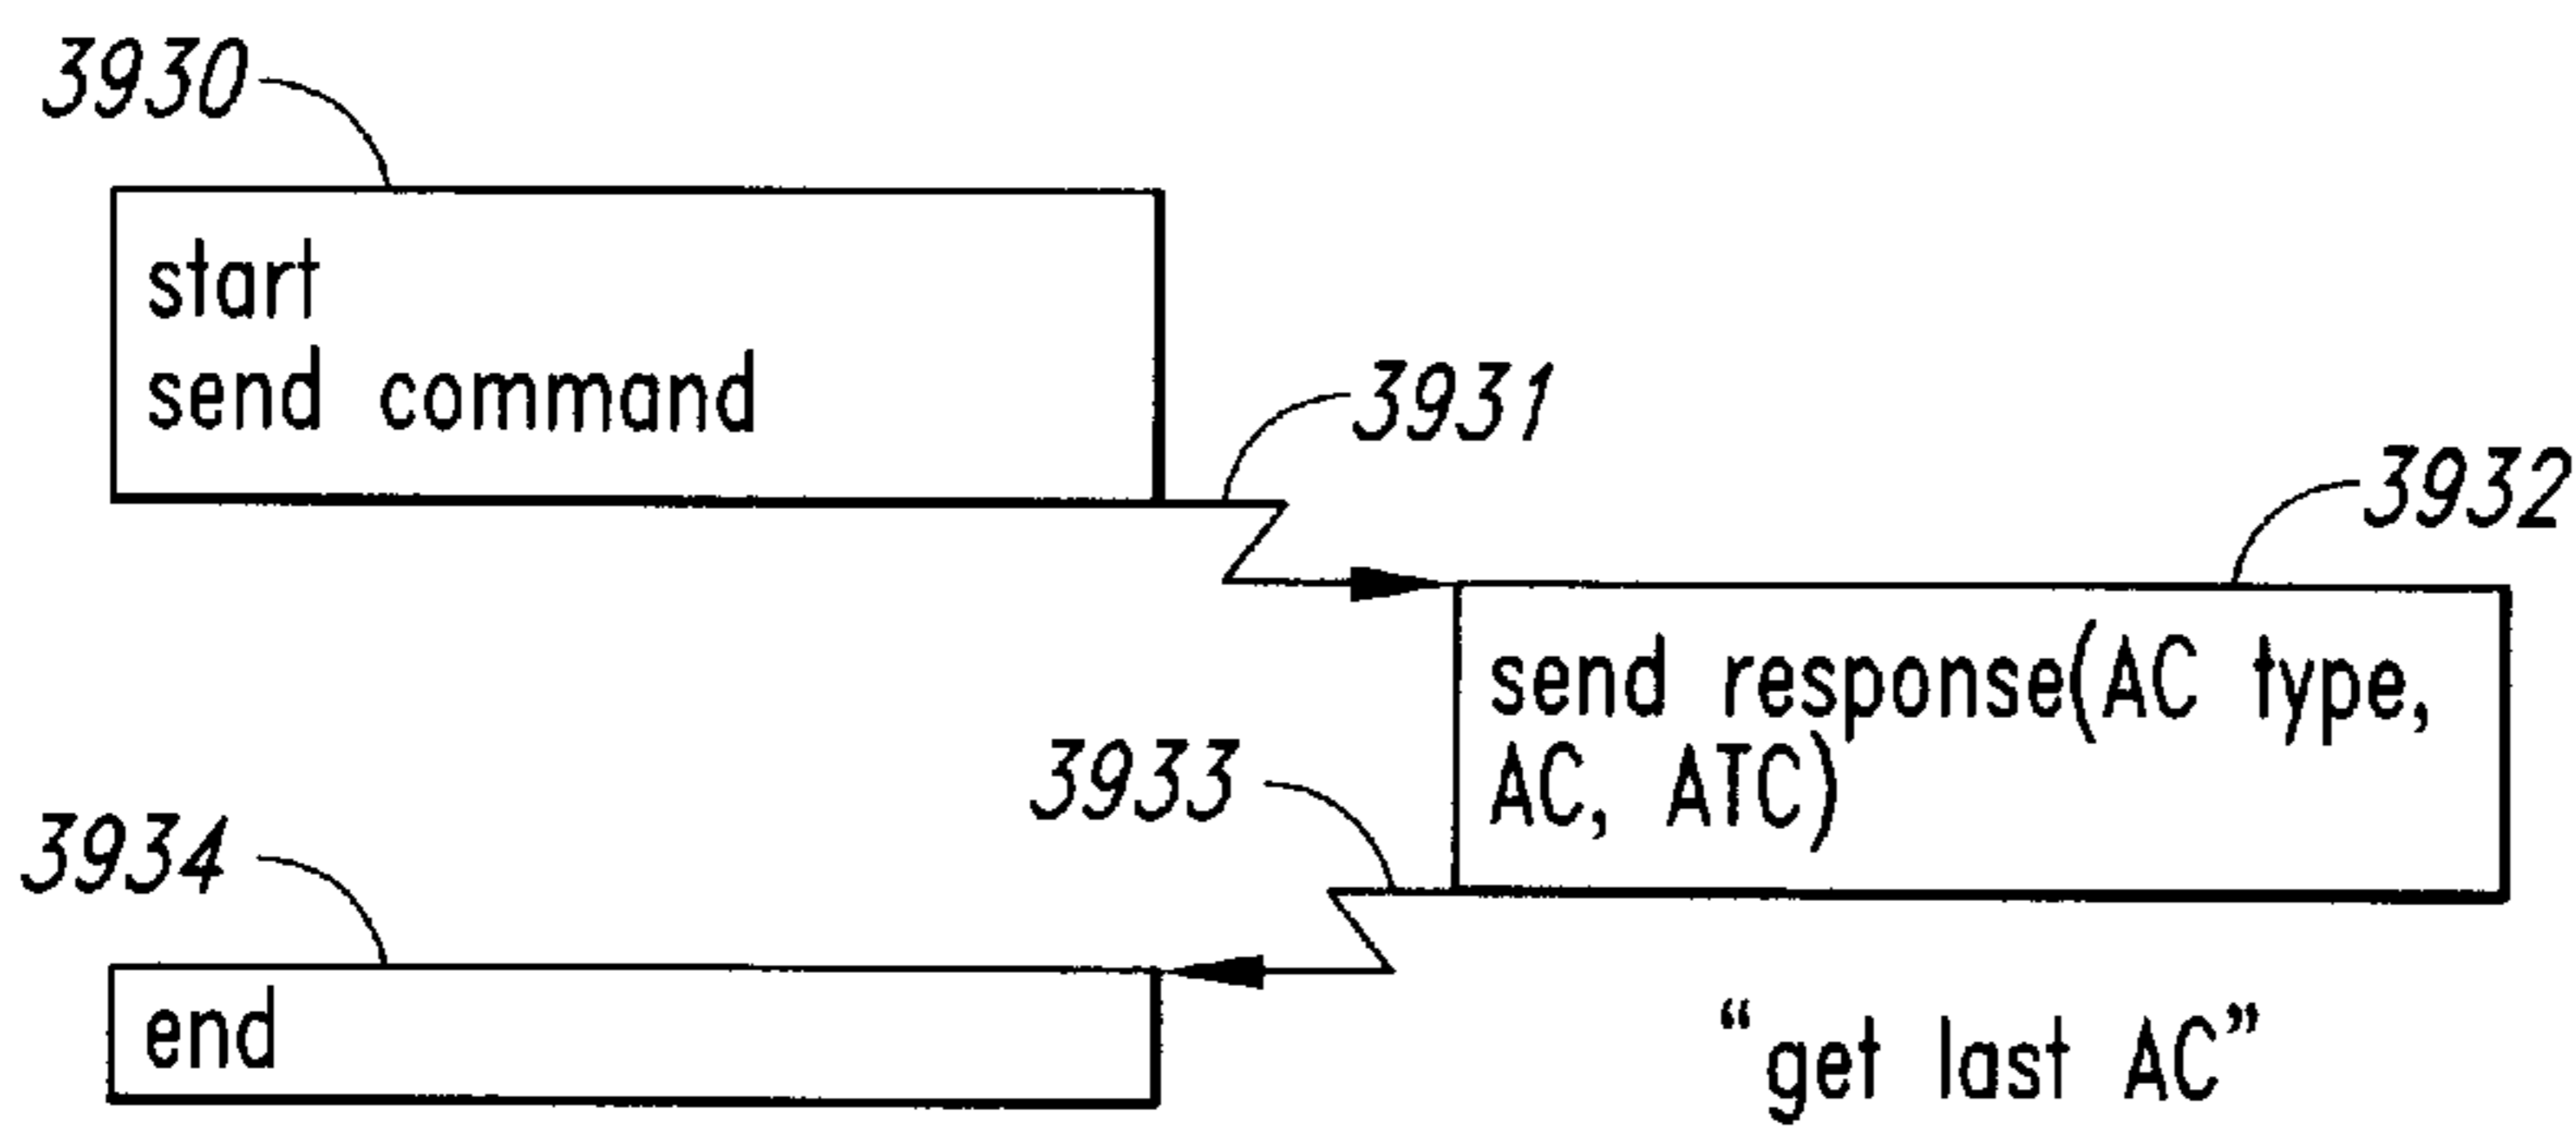 3930
start
send command
3931
3932
send response(AC type,
AC, ATC)
3933
3934
end
“get last AC”